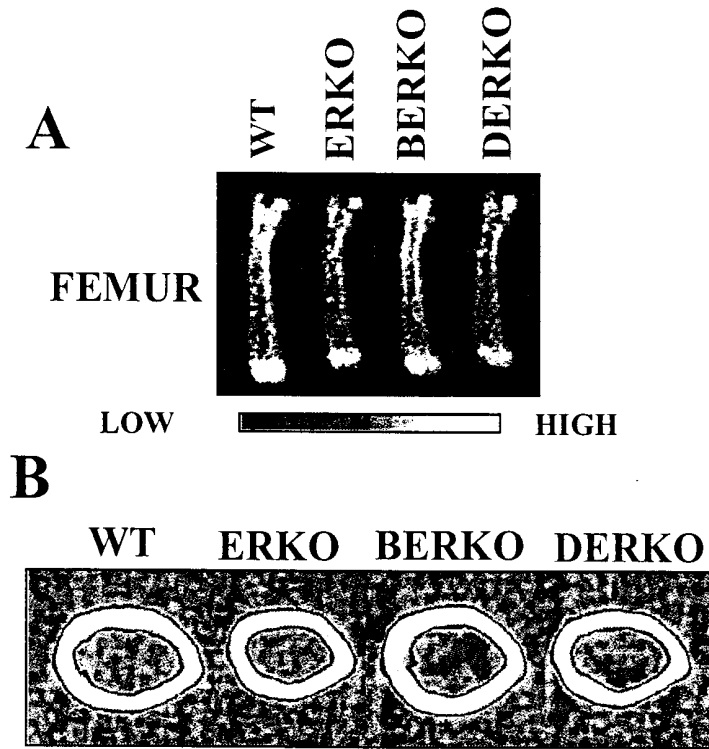 A
WT
ERKO
BERKO
DERKO
FEMUR
LOW
HIGH
B
WT ERKO BERKO DERKO